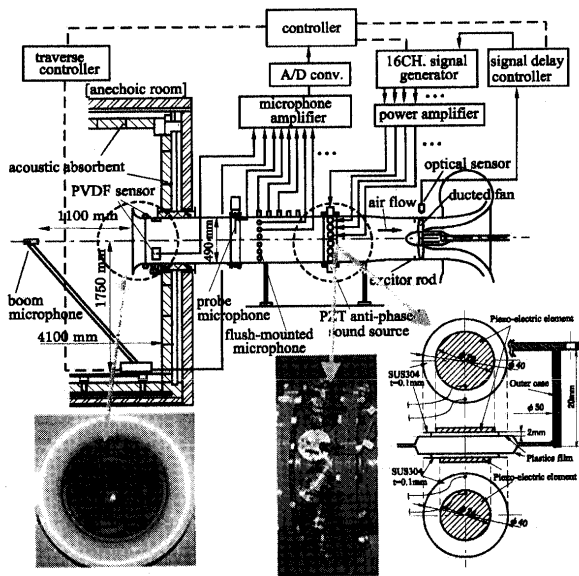 controller
traverse
controller
16CH. signal
generator
signal delay
controller
A/D conv.
[anechoic room]
microphone
amplifier
power amplifier
acoustic absorbent
optical sensor
PVDF sensor
air flow
ducted fan
1100 mm
490 mm
1750 mm
excitor rod
boom
microphone
probe
microphone
PZT anti-phase
sound source
flush-mounted
microphone
4100 mm
Piezo-electric element
SUS304
t=0.1mm
φ 40
Outer case
φ 50
20mm
2mm
Plastics film
SUS304
t=0.1mm
Piezo-electric element
φ 40